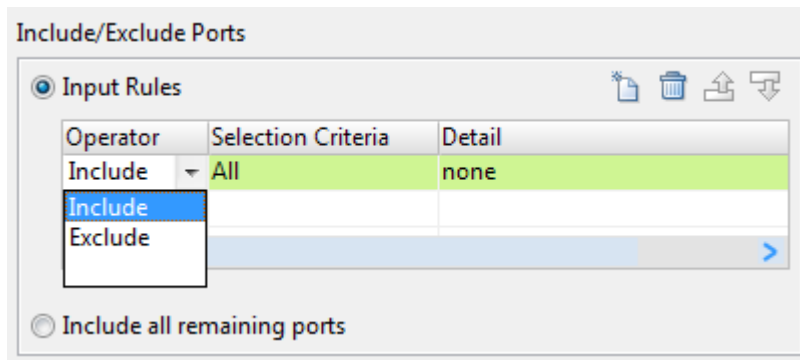 Include/Exclude Ports
Input Rules
Operator Selection Criteria Detail
Include All none
Include
Exclude
Include all remaining ports